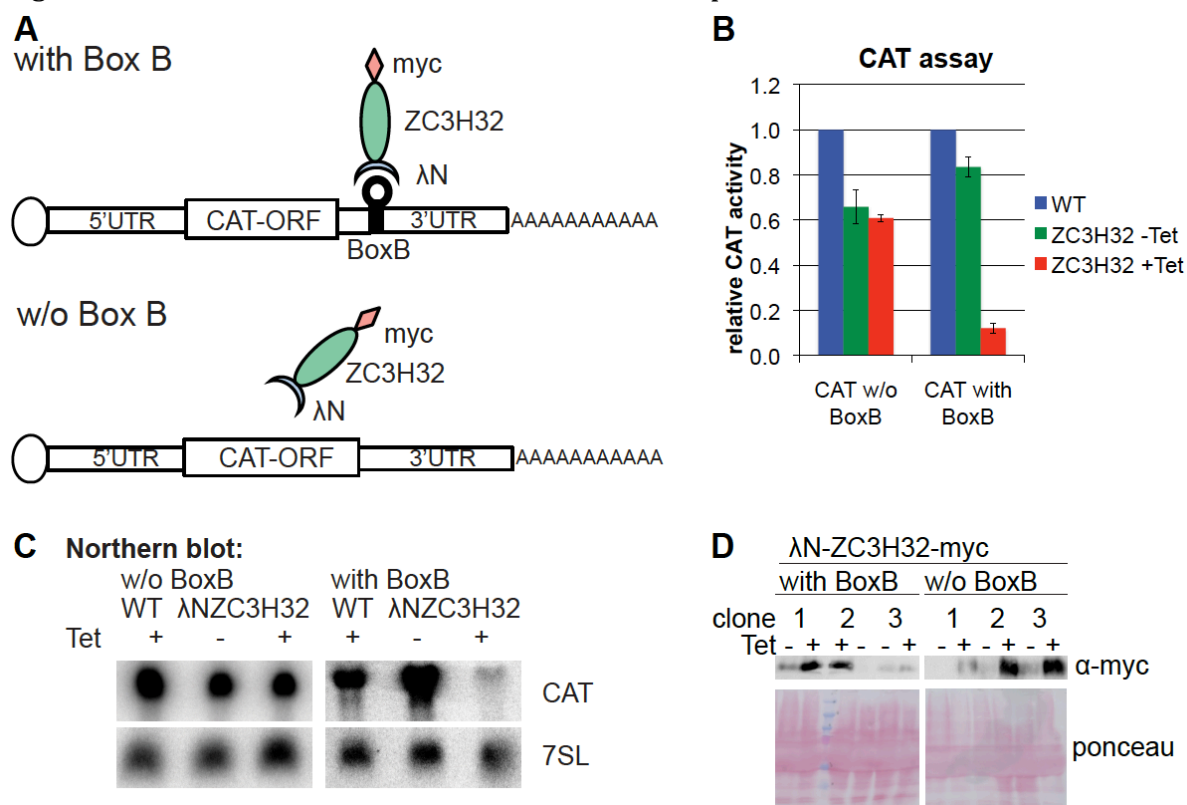 A
with Box B
myc
ZC3H32
λN
5'UTR CAT-ORF 3'UTR AAAAAAAAAAA
BoxB
w/o Box B
myc
ZC3H32
λN
5'UTR CAT-ORF 3'UTR AAAAAAAAAAA
B
CAT assay
relative CAT activity
1.2
1.0
0.8
0.6
0.4
0.2
0.0
CAT w/o BoxB
CAT with BoxB
WT
ZC3H32 -Tet
ZC3H32 +Tet
C Northern blot:
w/o BoxB with BoxB
WT λNZC3H32 WT λNZC3H32
Tet + - + + - +
CAT
7SL
D
λN-ZC3H32-myc
with BoxB w/o BoxB
clone 1 2 3 1 2 3
Tet - + + - - + - + - + - +
α-myc
ponceau